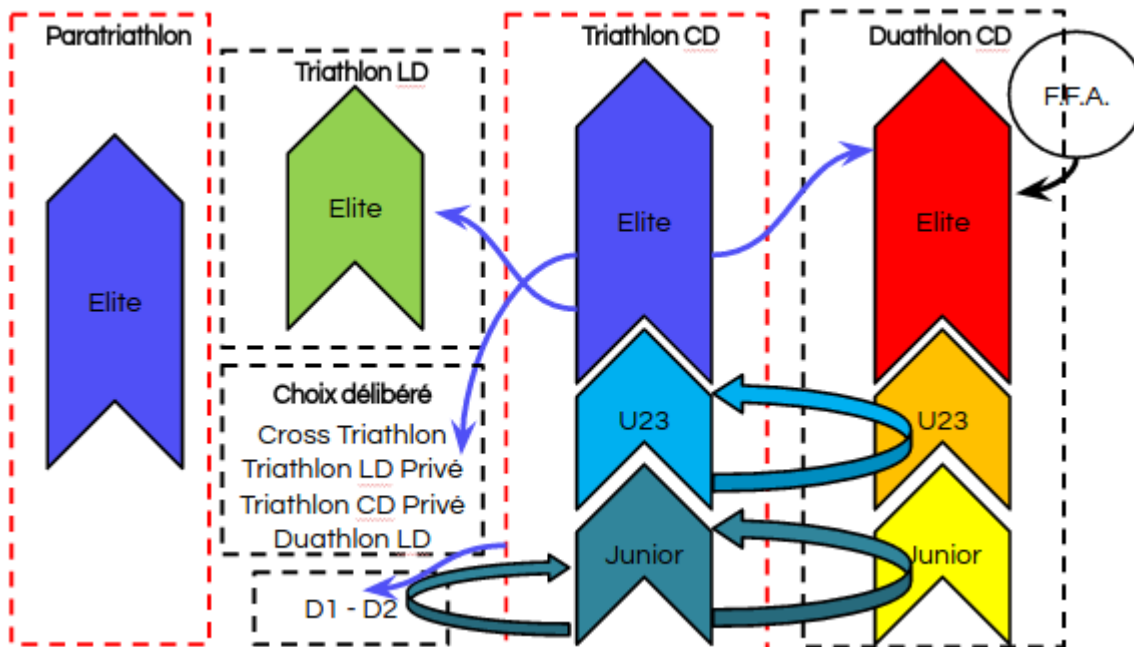 Paratriathlon
Elite
Triathlon LD
Elite
Choix délibéré
Cross Triathlon
Triathlon LD Privé
Triathlon CD Privé
Duathlon LD
D1 - D2
Triathlon CD
Elite
U23
Junior
Duathlon CD
Elite
U23
Junior
F.F.A.